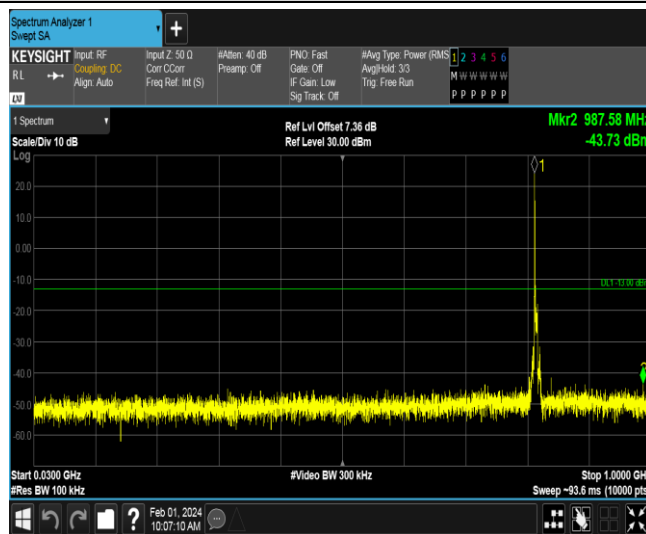 Spectrum Analyzer 1
Swept SA
+
KEYSIGHT
RL
LXI
Input: RF
Coupling: DC
Align: Auto
Input Z: 50 Ω
Corr CCorr
Freq Ref: Int (S)
#Atten: 40 dB
Preamp: Off
PNO: Fast
Gate: Off
IF Gain: Low
Sig Track: Off
#Avg Type: Power (RMS
Avg|Hold: 3/3
Trig: Free Run
1 2 3 4 5 6
M W W W W W
P P P P P P
1 Spectrum
Scale/Div 10 dB
Ref Lvl Offset 7.36 dB
Ref Level 30.00 dBm
Mkr2 987.58 MHz
-43.73 dBm
Log
1
20.0
10.0
0.00
-10.0
DL1 -13.00 dBm
-20.0
-30.0
-40.0
-50.0
-60.0
Start 0.0300 GHz
#Res BW 100 kHz
#Video BW 300 kHz
Stop 1.0000 GH
Sweep ~93.6 ms (10000 pts
?
Feb 01, 2024
10:07:10 AM